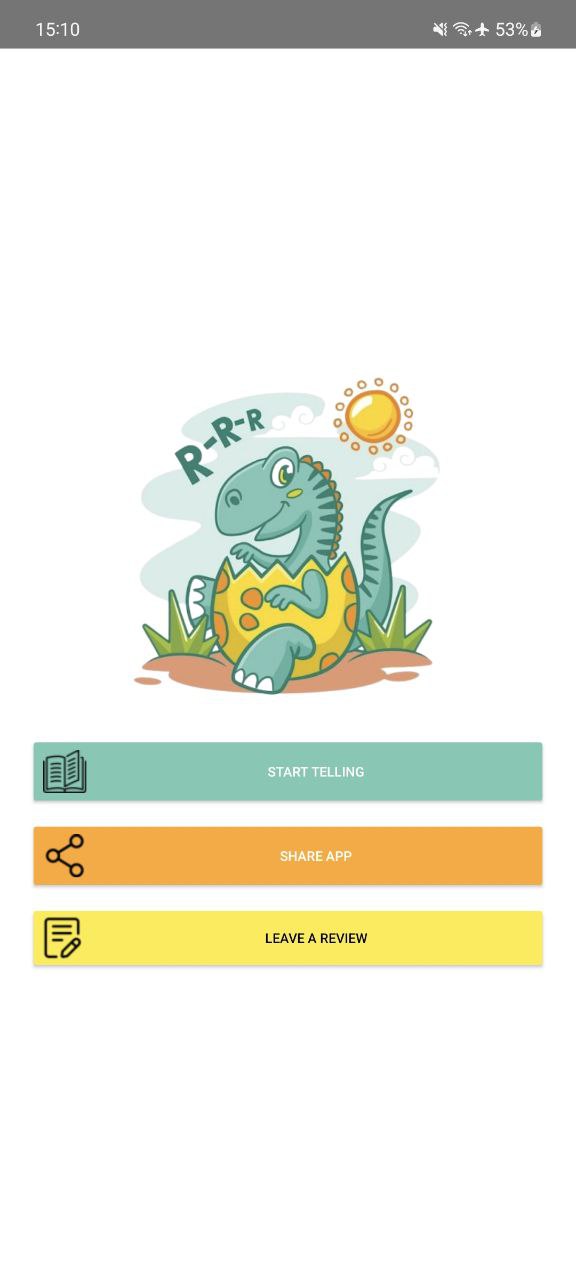 15:10
53%
R-R-R
START TELLING
SHARE APP
LEAVE A REVIEW